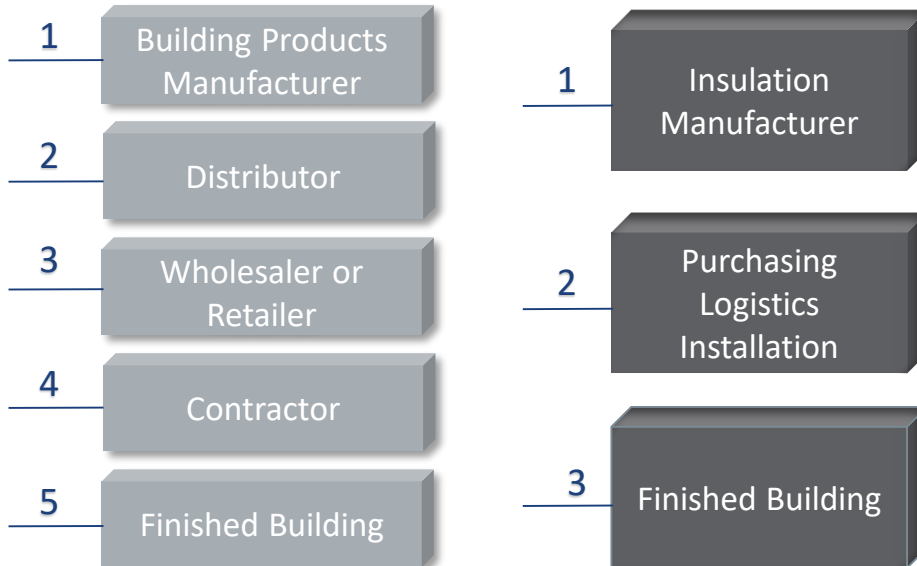 1
Building Products
Manufacturer
2
Distributor
3
Wholesaler or
Retailer
4
Contractor
5
Finished Building
1
Insulation
Manufacturer
2
Purchasing
Logistics
Installation
3
Finished Building